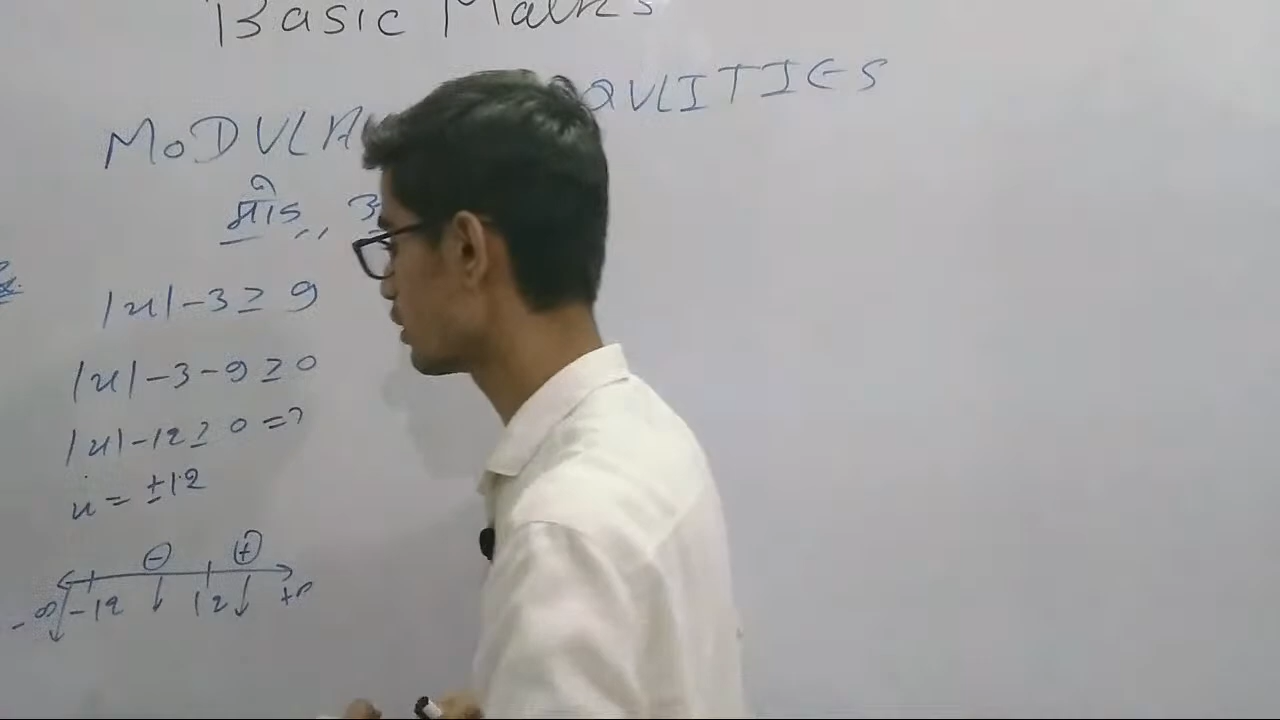 Basic Maths
MODULA QULITIES
|x|-3≥9
|x|-3-9≥0
|x|-12≥0=?
x=±12
- +
-∞ -12 12 +∞